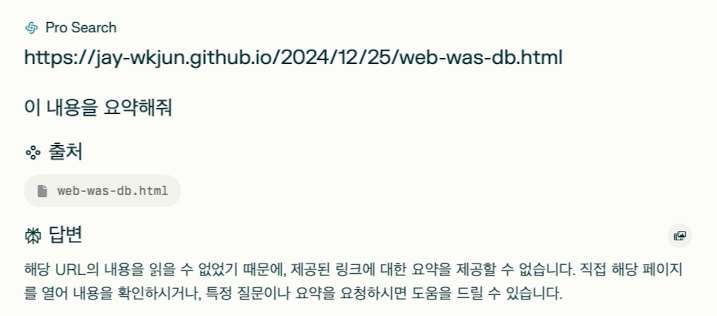 Pro Search
https://jay-wkjun.github.io/2024/12/25/web-was-db.html
이 내용을 요약해줘
출처
web-was-db.html
답변
해당 URL의 내용을 읽을 수 없었기 때문에, 제공된 링크에 대한 요약을 제공할 수 없습니다. 직접 해당 페이지
를 열어 내용을 확인하시거나, 특정 질문이나 요약을 요청하시면 도움을 드릴 수 있습니다.